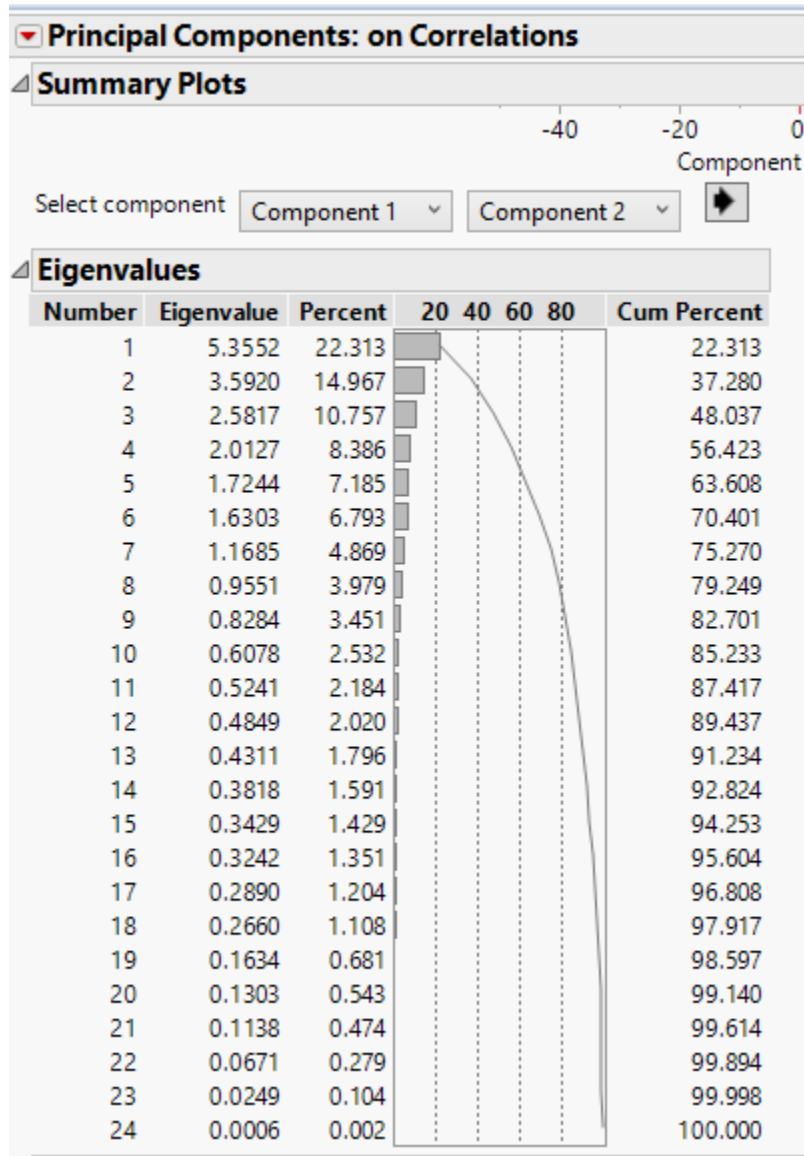 Principal Components: on Correlations
Summary Plots
-40 -20 0
Component
Select component Component 1 Component 2
Eigenvalues
Number Eigenvalue Percent 20 40 60 80 Cum Percent
1 5.3552 22.313 22.313
2 3.5920 14.967 37.280
3 2.5817 10.757 48.037
4 2.0127 8.386 56.423
5 1.7244 7.185 63.608
6 1.6303 6.793 70.401
7 1.1685 4.869 75.270
8 0.9551 3.979 79.249
9 0.8284 3.451 82.701
10 0.6078 2.532 85.233
11 0.5241 2.184 87.417
12 0.4849 2.020 89.437
13 0.4311 1.796 91.234
14 0.3818 1.591 92.824
15 0.3429 1.429 94.253
16 0.3242 1.351 95.604
17 0.2890 1.204 96.808
18 0.2660 1.108 97.917
19 0.1634 0.681 98.597
20 0.1303 0.543 99.140
21 0.1138 0.474 99.614
22 0.0671 0.279 99.894
23 0.0249 0.104 99.998
24 0.0006 0.002 100.000